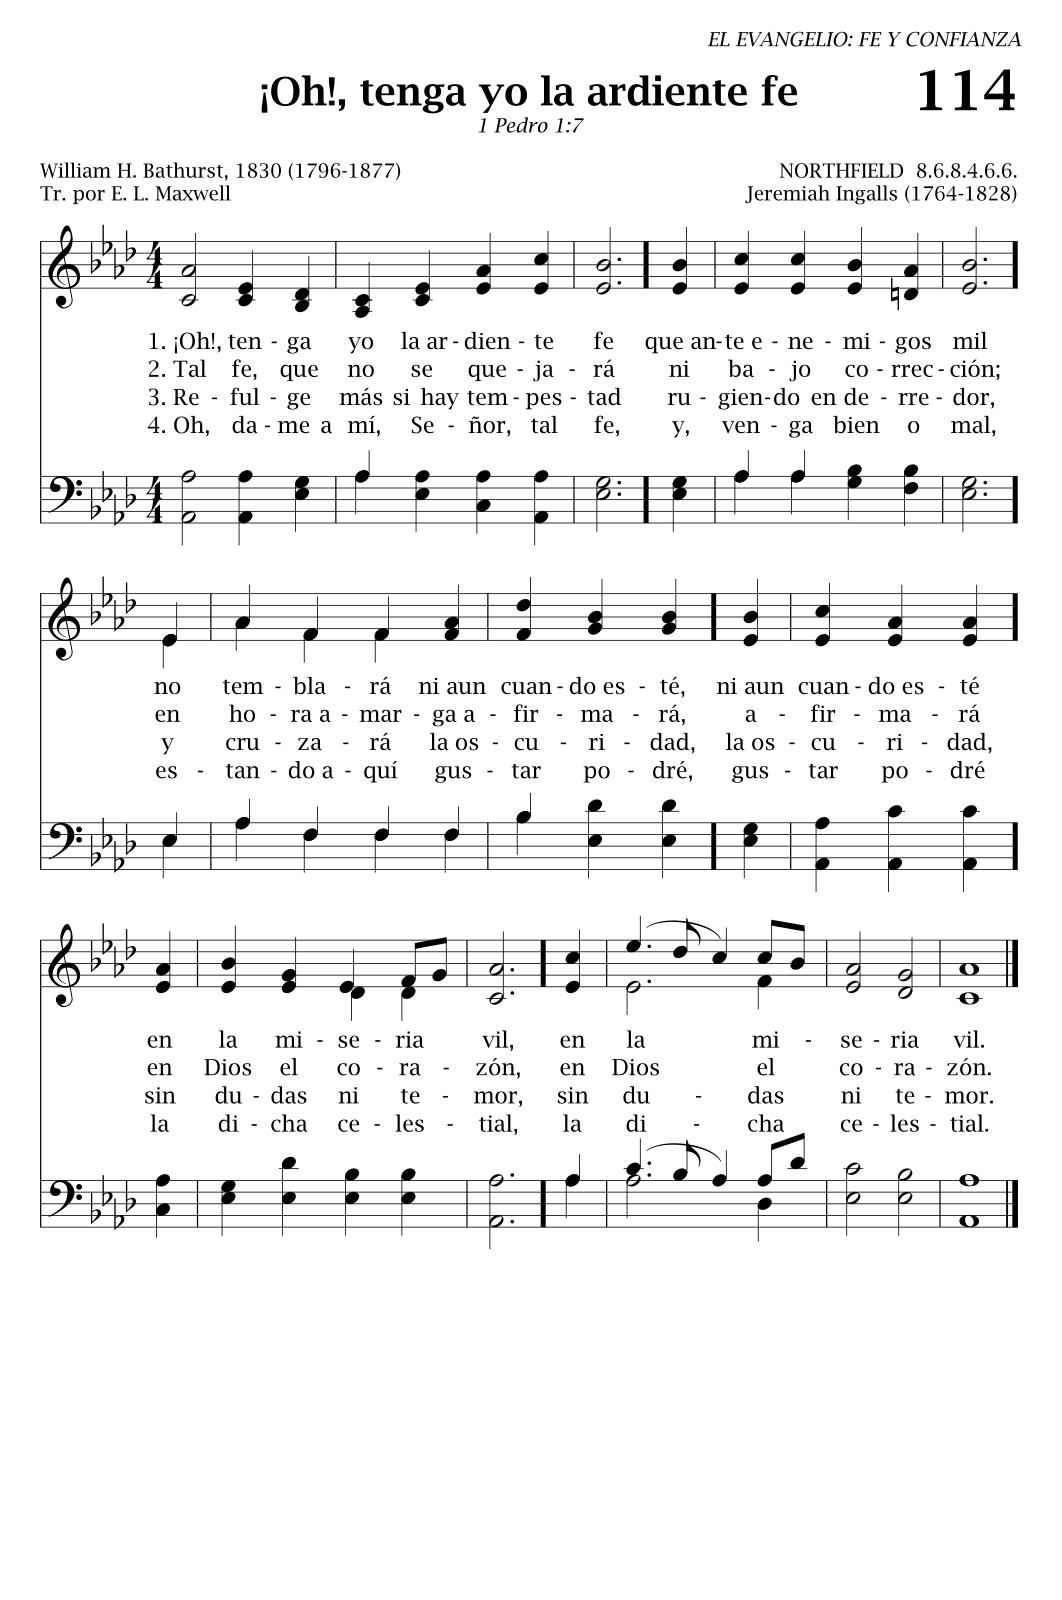 EL EVANGELIO: FE Y CONFIANZA
¡Oh!, tenga yo la ardiente fe 114
1 Pedro 1:7
William H. Bathurst, 1830 (1796-1877) NORTHFIELD 8.6.8.4.6.6.
Tr. por E. L. Maxwell Jeremiah Ingalls (1764-1828)
4 4
1. ¡Oh!, ten - ga yo la ar - dien - te fe que an - te e - ne - mi - gos mil
2. Tal fe, que no se que - ja - rá ni ba - jo co - rrec - ción;
3. Re - ful - ge más si hay tem - pes - tad ru - gien - do en de - rre - dor,
4. Oh, da - me a mí, Se - ñor, tal fe, y, ven - ga bien o mal,
4 4
no tem - bla - rá ni aun cuan - do es - té, ni aun cuan - do es - té
en ho - ra a - mar - ga a - fir - ma - rá, a - fir - ma - rá
y cru - za - rá la os - cu - ri - dad, la os - cu - ri - dad,
es - tan - do a - quí gus - tar po - dré, gus - tar po - dré
en la mi - se - ria vil, en la mi - se - ria vil.
en Dios el co - ra - zón, en Dios el co - ra - zón.
sin du - das ni te - mor, sin du - das ni te - mor.
la di - cha ce - les - tial, la di - cha ce - les - tial.